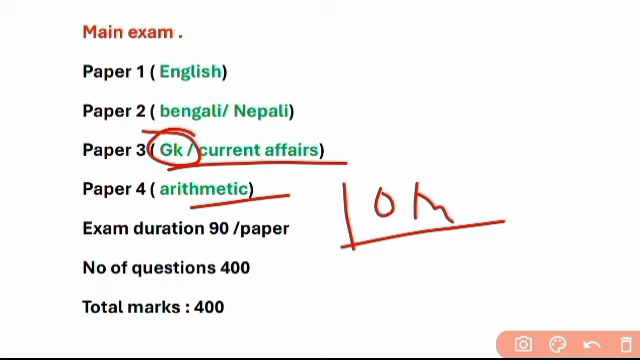 Main exam .
Paper 1 ( English)
Paper 2 ( bengali/ Nepali)
Paper 3 ( Gk / current affairs)
Paper 4 ( arithmetic)
Exam duration 90 /paper
No of questions 400
Total marks : 400